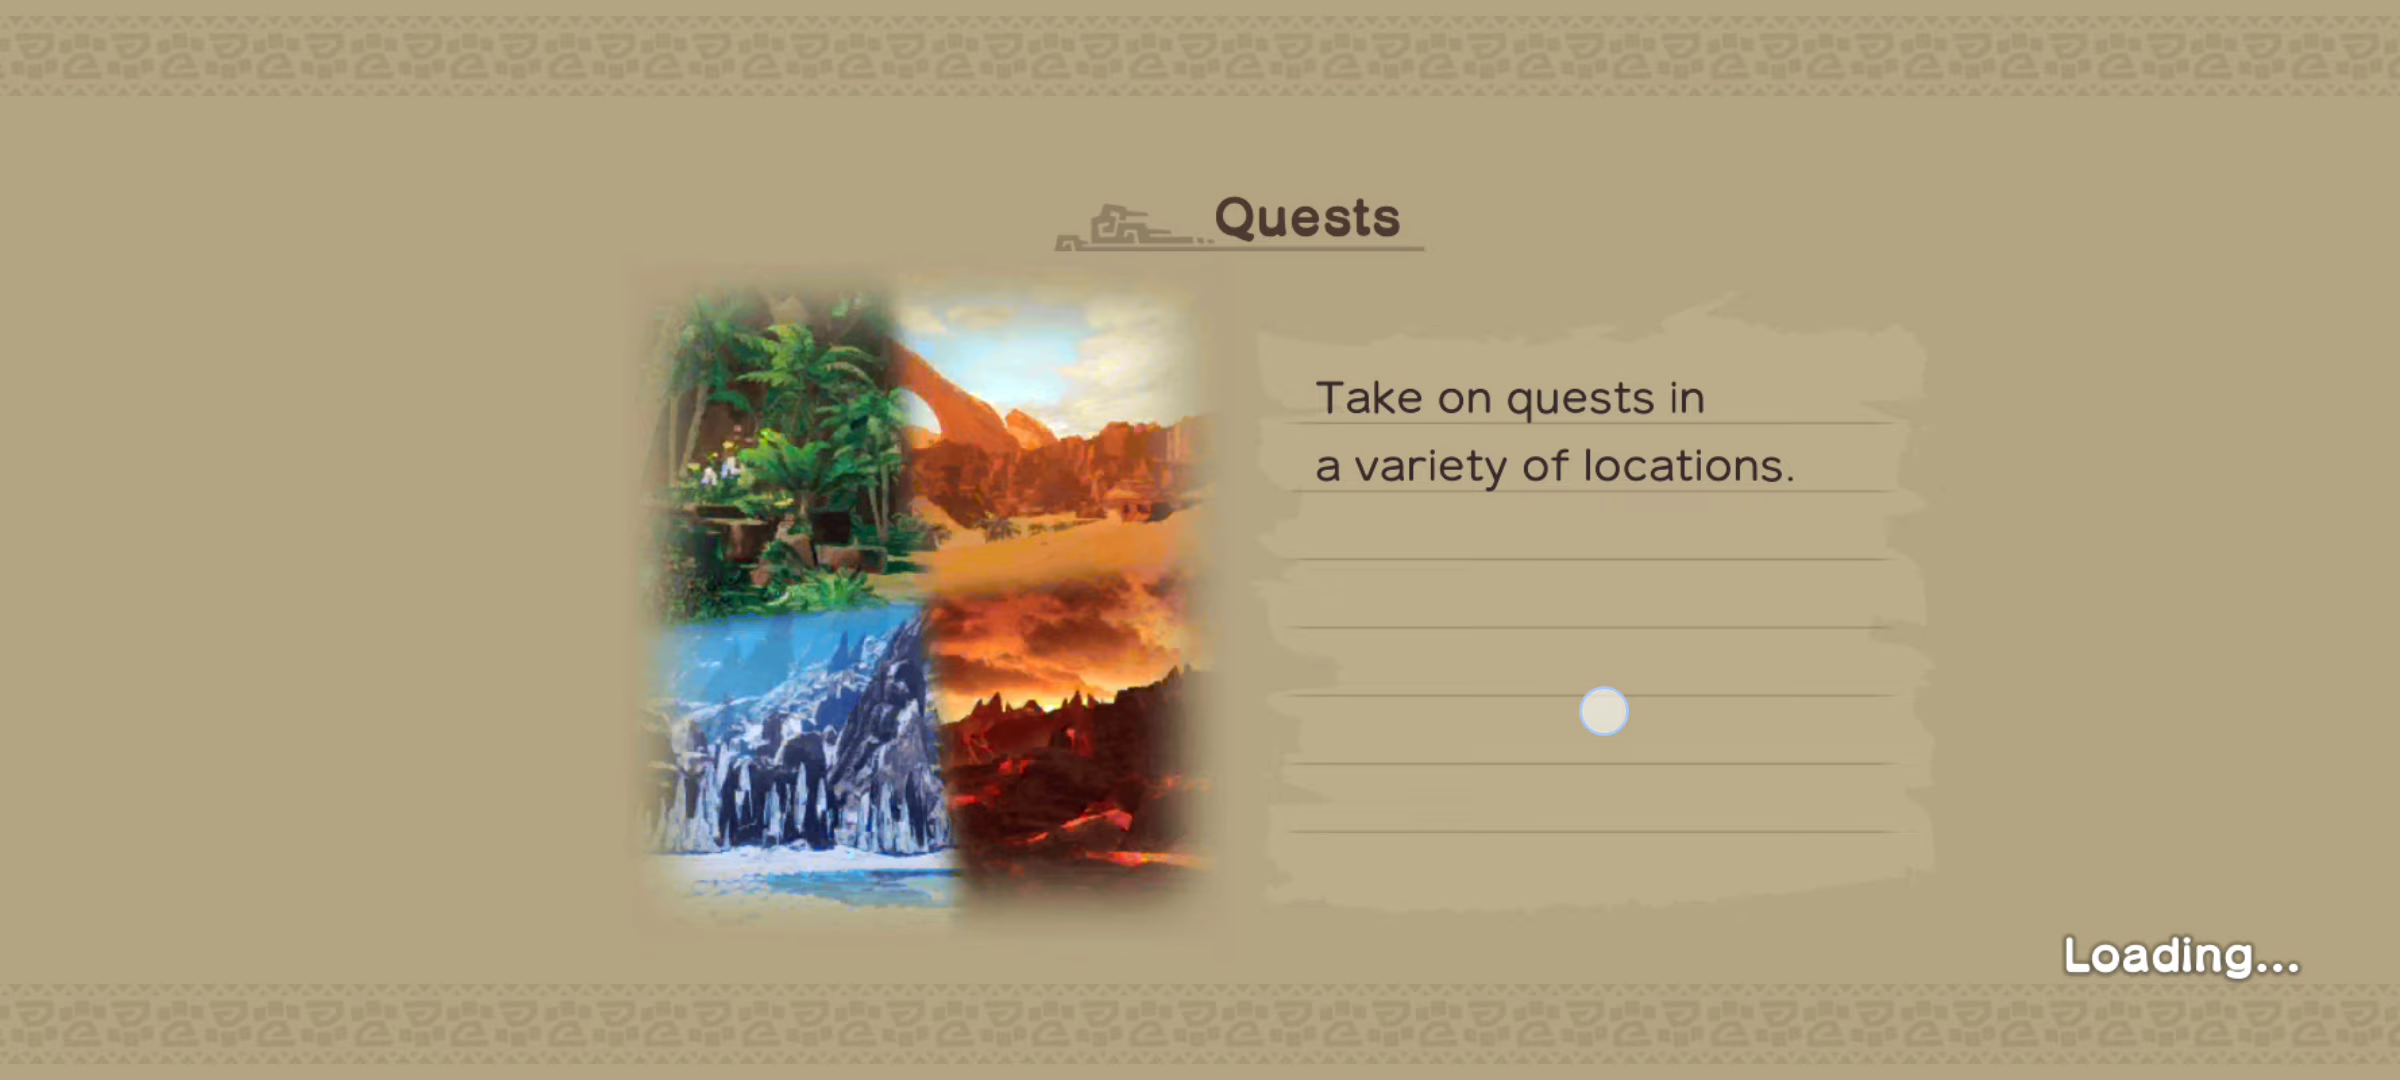 Quests
Take on quests in
a variety of locations.
Loading...